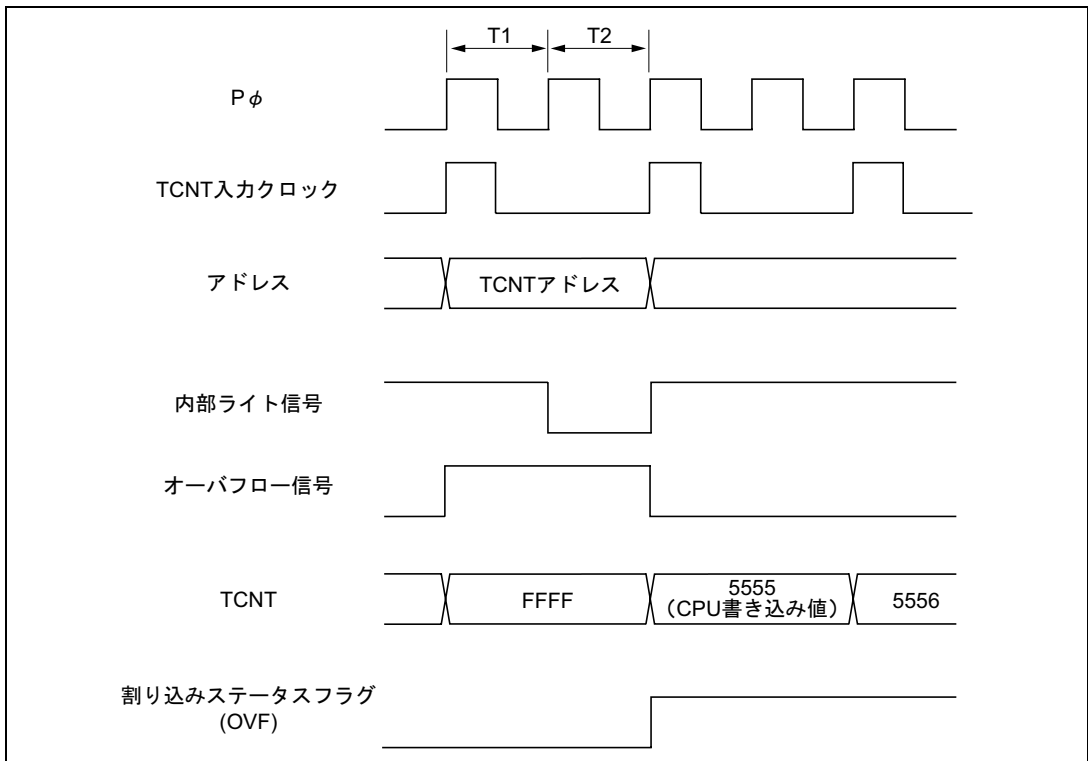 T1 T2
Pφ
TCNT入力クロック
アドレス
TCNTアドレス
内部ライト信号
オーバフロー信号
TCNT
FFFF
5555
(CPU書き込み値)
5556
割り込みステータスフラグ
(OVF)